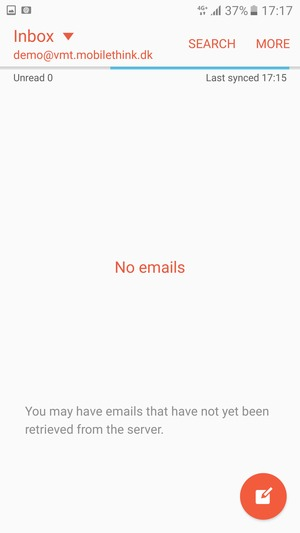 4G+ 37% 17:17
Inbox
demo@vmt.mobilethink.dk
SEARCH MORE
Unread 0 Last synced 17:15
No emails
You may have emails that have not yet been
retrieved from the server.